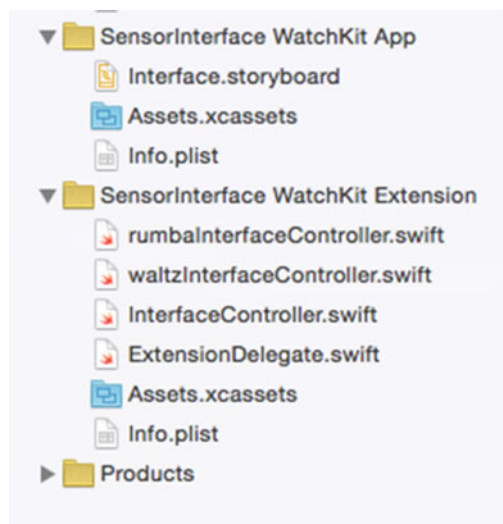 SensorInterface WatchKit App
Interface.storyboard
Assets.xcassets
Info.plist
SensorInterface WatchKit Extension
rumbaInterfaceController.swift
waltzInterfaceController.swift
InterfaceController.swift
ExtensionDelegate.swift
Assets.xcassets
Info.plist
Products